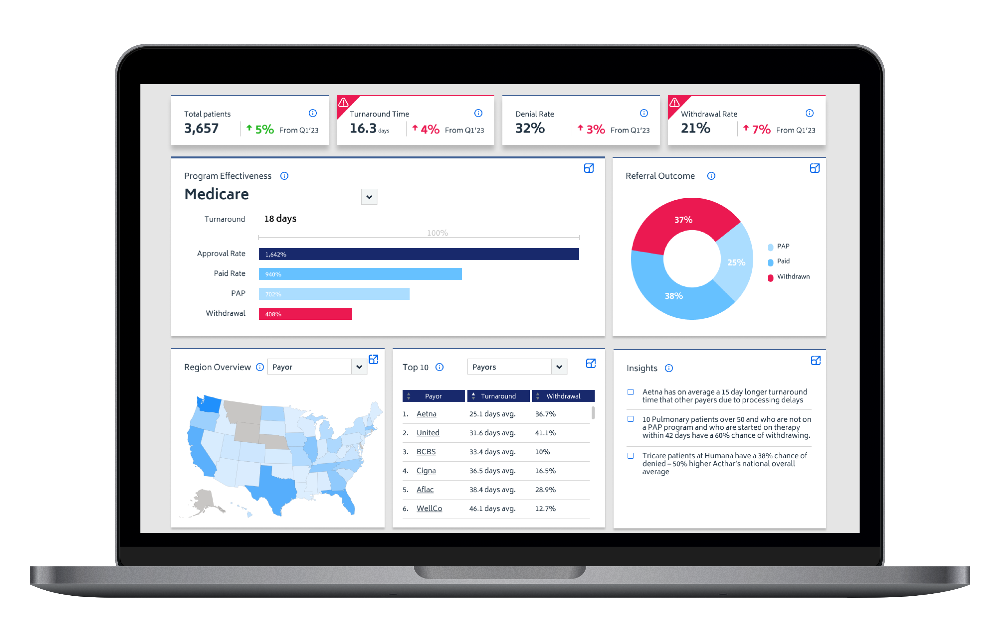 Total patients
3,657
5% From Q1'23
Turnaround Time
16.3 days
4% From Q1'23
Denial Rate
32%
3% From Q1'23
Withdrawal Rate
21%
7% From Q1'23
Program Effectiveness
Medicare
Turnaround 18 days
100%
Approval Rate 1,642%
Paid Rate 940%
PAP 702%
Withdrawal 408%
Referral Outcome
37%
25%
38%
PAP
Paid
Withdrawn
Region Overview Payor
Top 10 Payors
Payor Turnaround Withdrawal
1. Aetna 25.1 days avg. 36.7%
2. United 31.6 days avg. 41.1%
3. BCBS 33.4 days avg. 10%
4. Cigna 36.5 days avg. 16.5%
5. Aflac 38.4 days avg. 28.9%
6. WellCo 46.1 days avg. 12.7%
Insights
Aetna has on average a 15 day longer turnaround
time that other payers due to processing delays
10 Pulmonary patients over 50 and who are not on
a PAP program and who are started on therapy
within 42 days have a 60% chance of withdrawing.
Tricare patients at Humana have a 38% chance of
denied – 50% higher Acthar's national overall
average